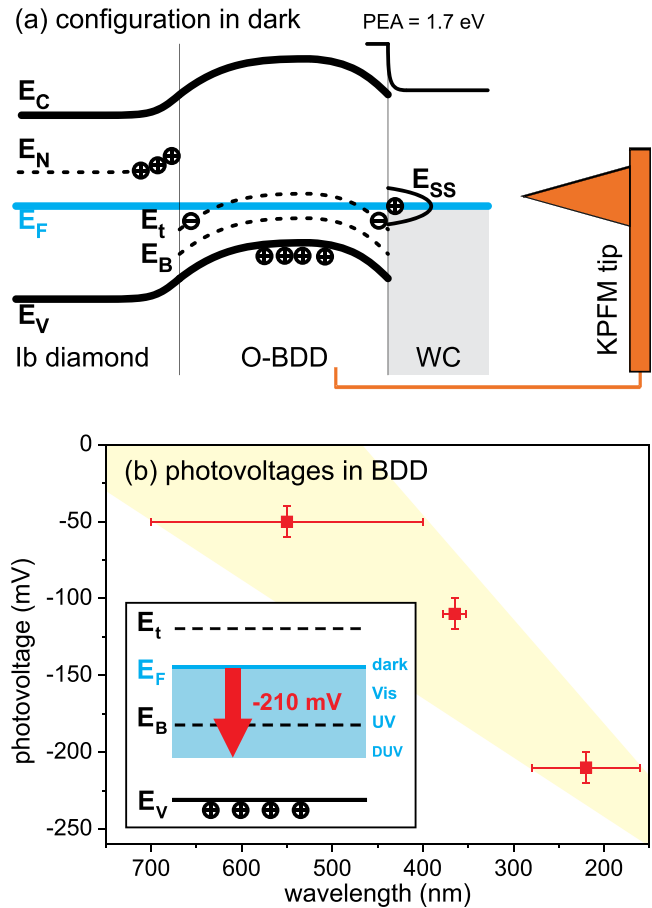 (a) configuration in dark
PEA = 1.7 eV
E_C
E_N
E_SS
E_F
E_t
E_B
E_V
KPFM tip
Ib diamond
O-BDD
WC
(b) photovoltages in BDD
0
-50
-100
-150
-200
-250
photovoltage (mV)
E_t
E_F
dark
Vis
-210 mV
E_B
UV
DUV
E_V
700
600
500
400
300
200
wavelength (nm)